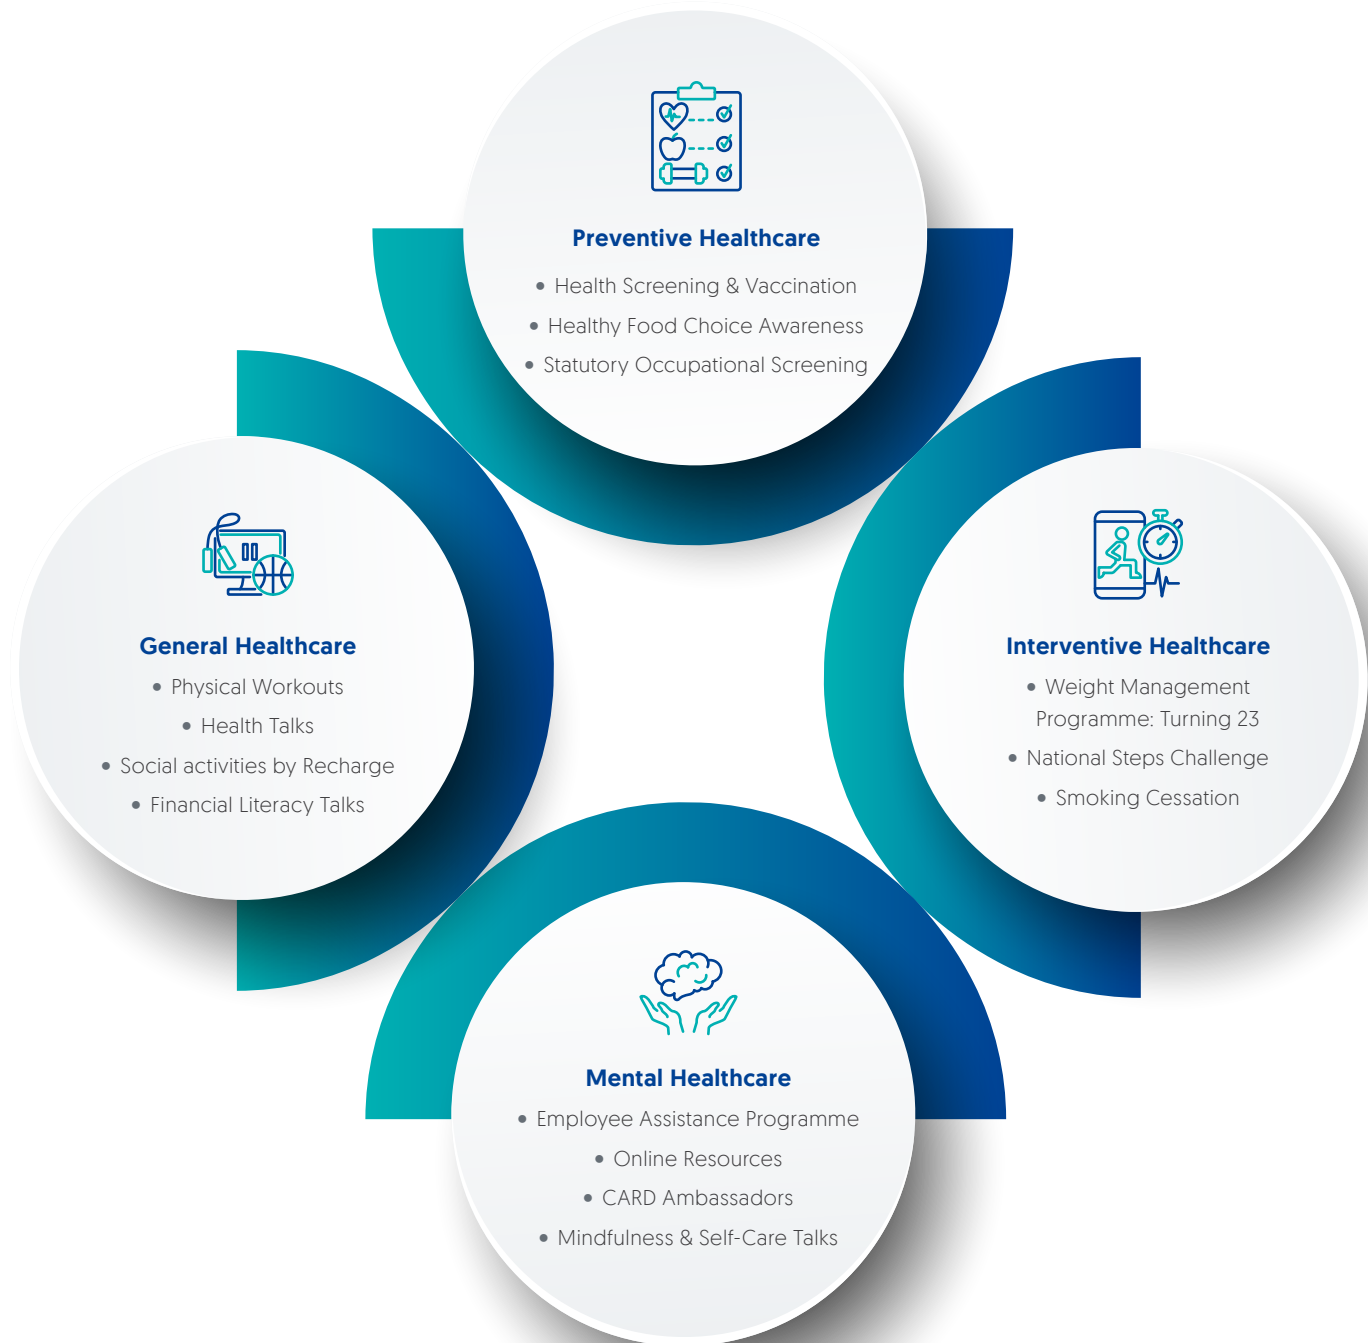 Preventive Healthcare
• Health Screening & Vaccination
• Healthy Food Choice Awareness
• Statutory Occupational Screening
General Healthcare
• Physical Workouts
• Health Talks
• Social activities by Recharge
• Financial Literacy Talks
Interventive Healthcare
• Weight Management
Programme: Turning 23
• National Steps Challenge
• Smoking Cessation
Mental Healthcare
• Employee Assistance Programme
• Online Resources
• CARD Ambassadors
• Mindfulness & Self-Care Talks